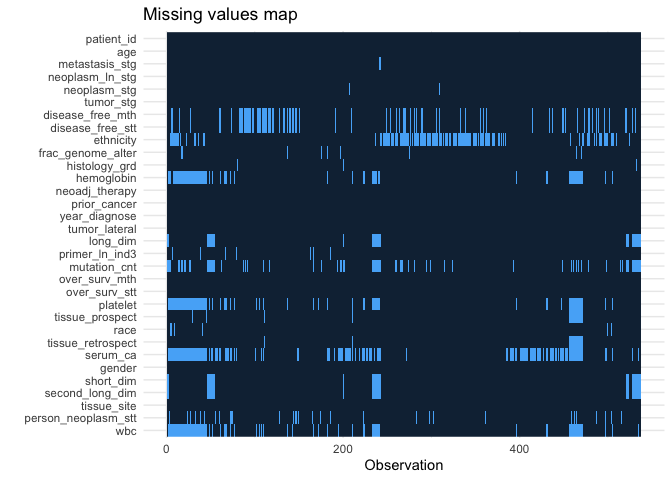 Missing values map
patient_id
age
metastasis_stg
neoplasm_ln_stg
neoplasm_stg
tumor_stg
disease_free_mth
disease_free_stt
ethnicity
frac_genome_alter
histology_grd
hemoglobin
neoadj_therapy
prior_cancer
year_diagnose
tumor_lateral
long_dim
primer_ln_ind3
mutation_cnt
over_surv_mth
over_surv_stt
platelet
tissue_prospect
race
tissue_retrospect
serum_ca
gender
short_dim
second_long_dim
tissue_site
person_neoplasm_stt
wbc
0 200 400
Observation